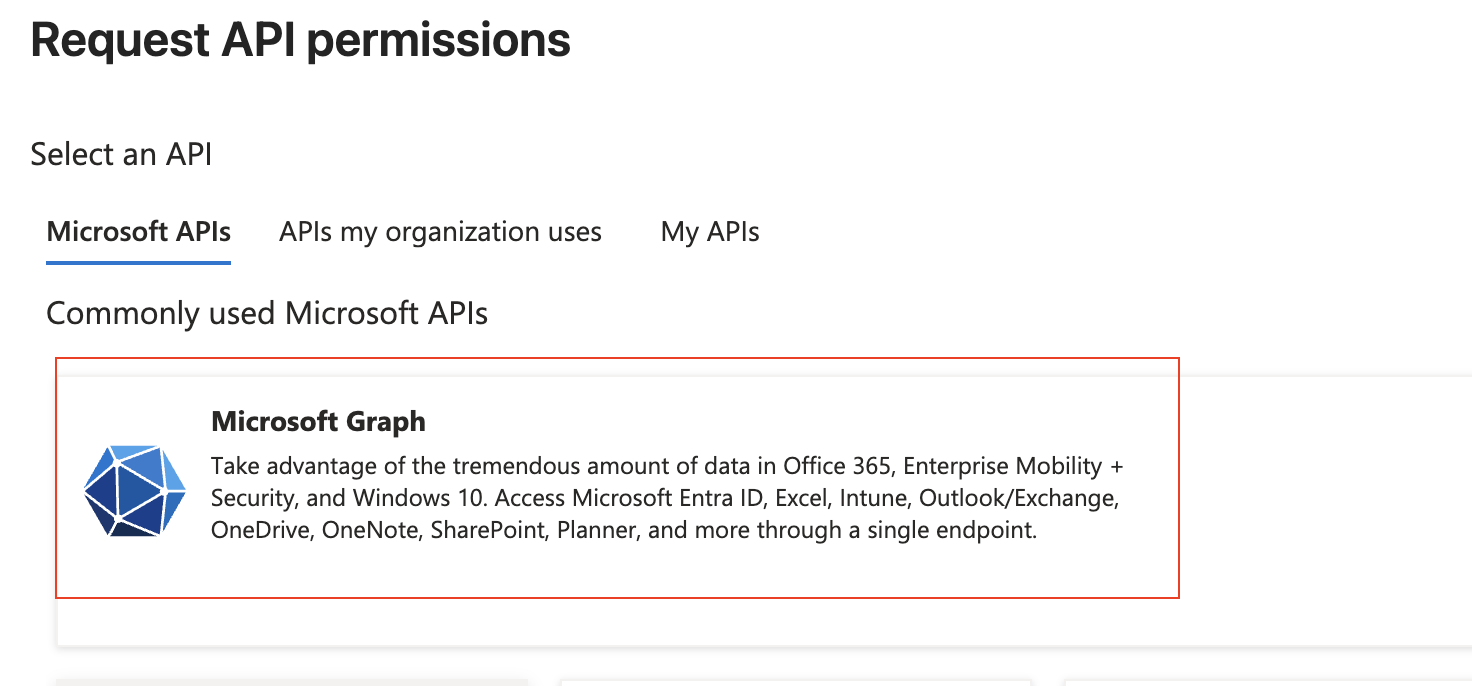 Request API permissions
Select an API
Microsoft APIs
APIs my organization uses
My APIs
Commonly used Microsoft APIs
Microsoft Graph
Take advantage of the tremendous amount of data in Office 365, Enterprise Mobility +
Security, and Windows 10. Access Microsoft Entra ID, Excel, Intune, Outlook/Exchange,
OneDrive, OneNote, SharePoint, Planner, and more through a single endpoint.